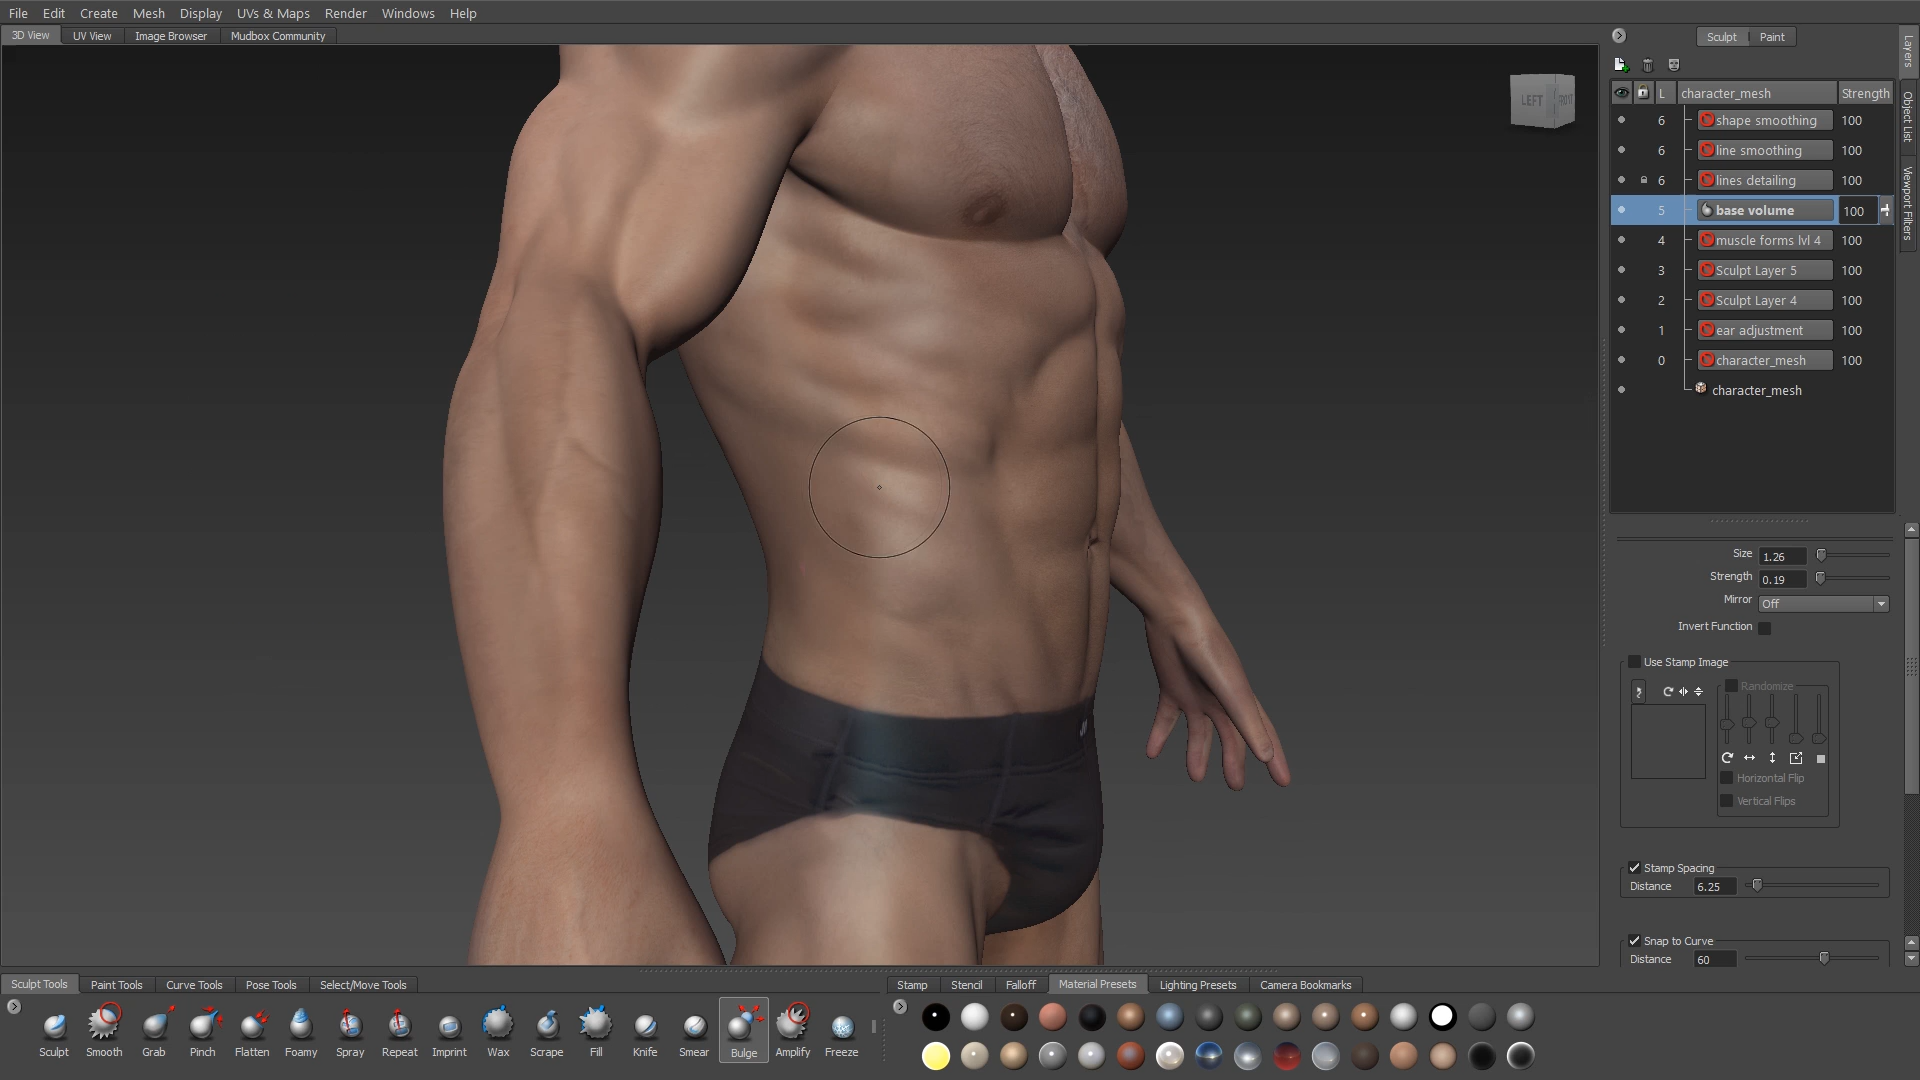 File Edit Create Mesh Display UVs & Maps Render Windows Help
3D View UV View Image Browser Mudbox Community
LEFT FRONT
Sculpt Paint
L character_mesh Strength
6 shape smoothing 100
6 line smoothing 100
6 lines detailing 100
5 base volume 100
4 muscle forms lvl 4 100
3 Sculpt Layer 5 100
2 Sculpt Layer 4 100
1 ear adjustment 100
0 character_mesh 100
character_mesh
Layers
Object List
Viewport Filters
Size 1.26
Strength 0.19
Mirror Off
Invert Function
Use Stamp Image
Randomize
Horizontal Flip
Vertical Flips
Stamp Spacing
Distance 6.25
Snap to Curve
Distance 60
Sculpt Tools Paint Tools Curve Tools Pose Tools Select/Move Tools
Sculpt Smooth Grab Pinch Flatten Foamy Spray Repeat Imprint Wax Scrape Fill Knife Smear Bulge Amplify Freeze
Stamp Stencil Falloff Material Presets Lighting Presets Camera Bookmarks